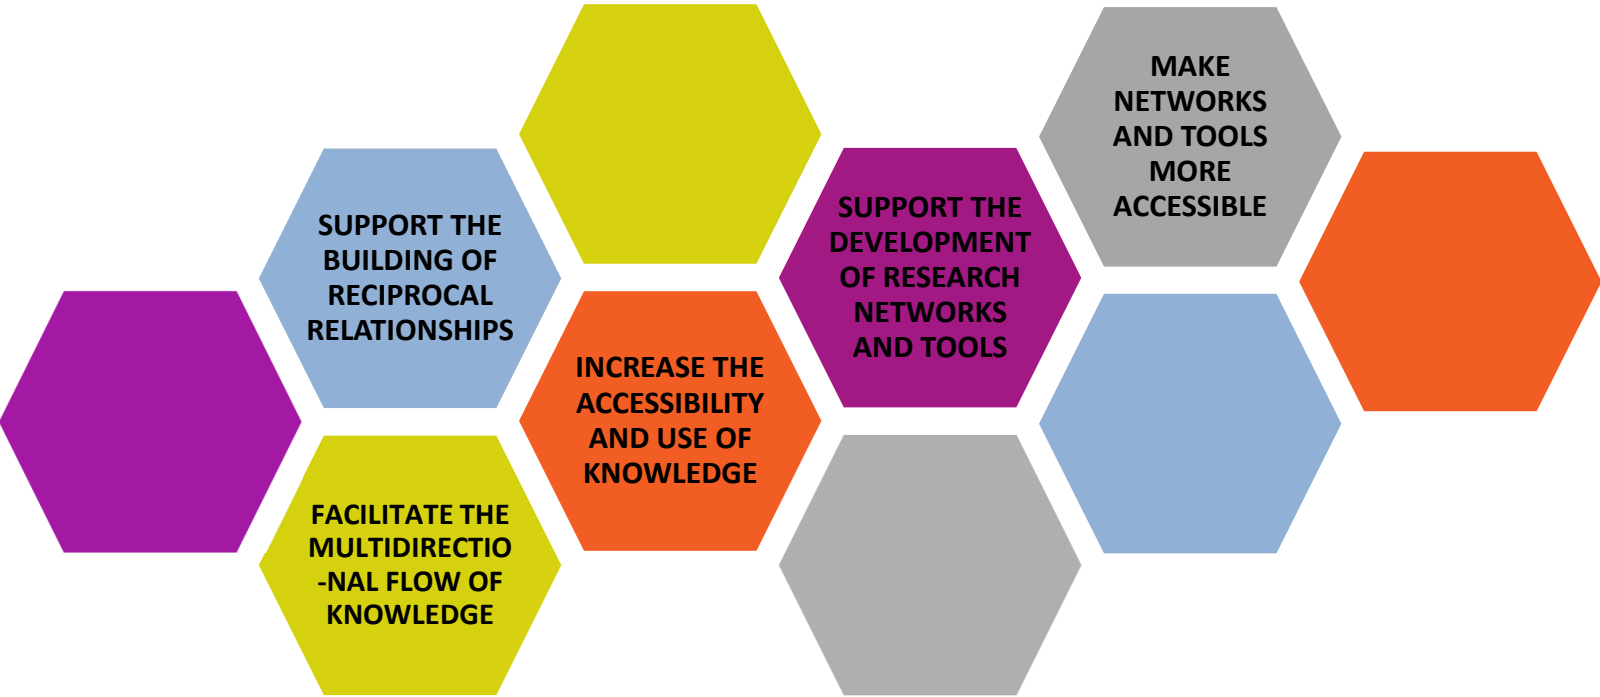 SUPPORT THE
BUILDING OF
RECIPROCAL
RELATIONSHIPS
FACILITATE THE
MULTIDIRECTIO
-NAL FLOW OF
KNOWLEDGE
INCREASE THE
ACCESSIBILITY
AND USE OF
KNOWLEDGE
SUPPORT THE
DEVELOPMENT
OF RESEARCH
NETWORKS
AND TOOLS
MAKE
NETWORKS
AND TOOLS
MORE
ACCESSIBLE